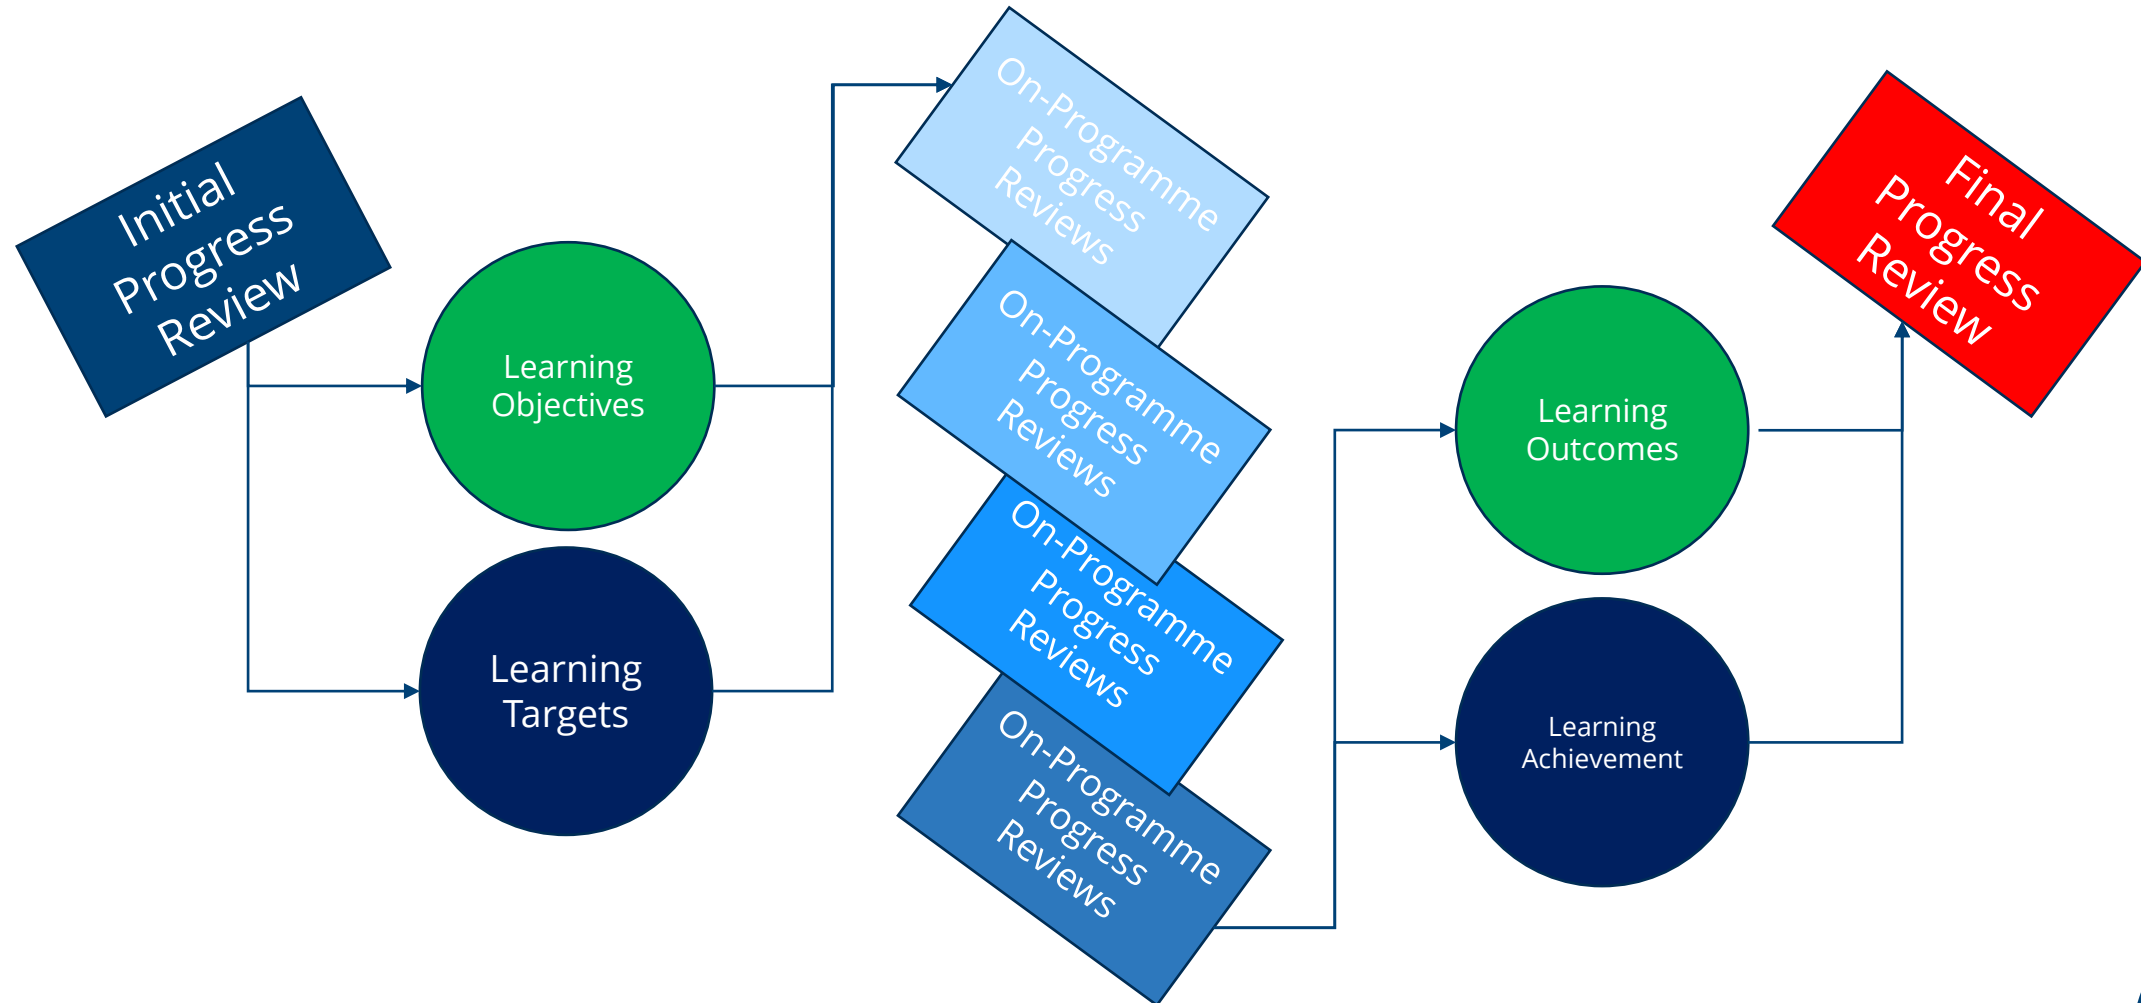 Initial
Progress
Review
Learning
Objectives
Learning
Targets
On-Programme
Progress
Reviews
On-Programme
Progress
Reviews
On-Programme
Progress
Reviews
On-Programme
Progress
Reviews
Learning
Outcomes
Learning
Achievement
Final
Progress
Review